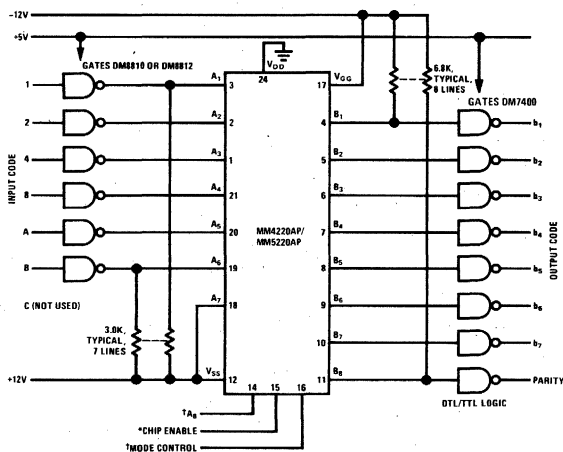 -12V
+5V
GATES DM8810 OR DM8812
VDD
24
6.8K,
TYPICAL,
8 LINES
GATES DM7400
INPUT CODE
1
2
4
8
A
B
C (NOT USED)
A1
A2
A3
A4
A5
A6
A7
VSS
3
2
1
21
20
19
18
12
MM4220AP/
MM5220AP
VGG
17
B1
4
B2
5
B3
6
B4
7
B5
8
B6
9
B7
10
B8
11
b1
b2
b3
b4
b5
b6
b7
PARITY
OUTPUT CODE
DTL/TTL LOGIC
3.0K,
TYPICAL,
7 LINES
+12V
14
15
16
†A8
*CHIP ENABLE
†MODE CONTROL